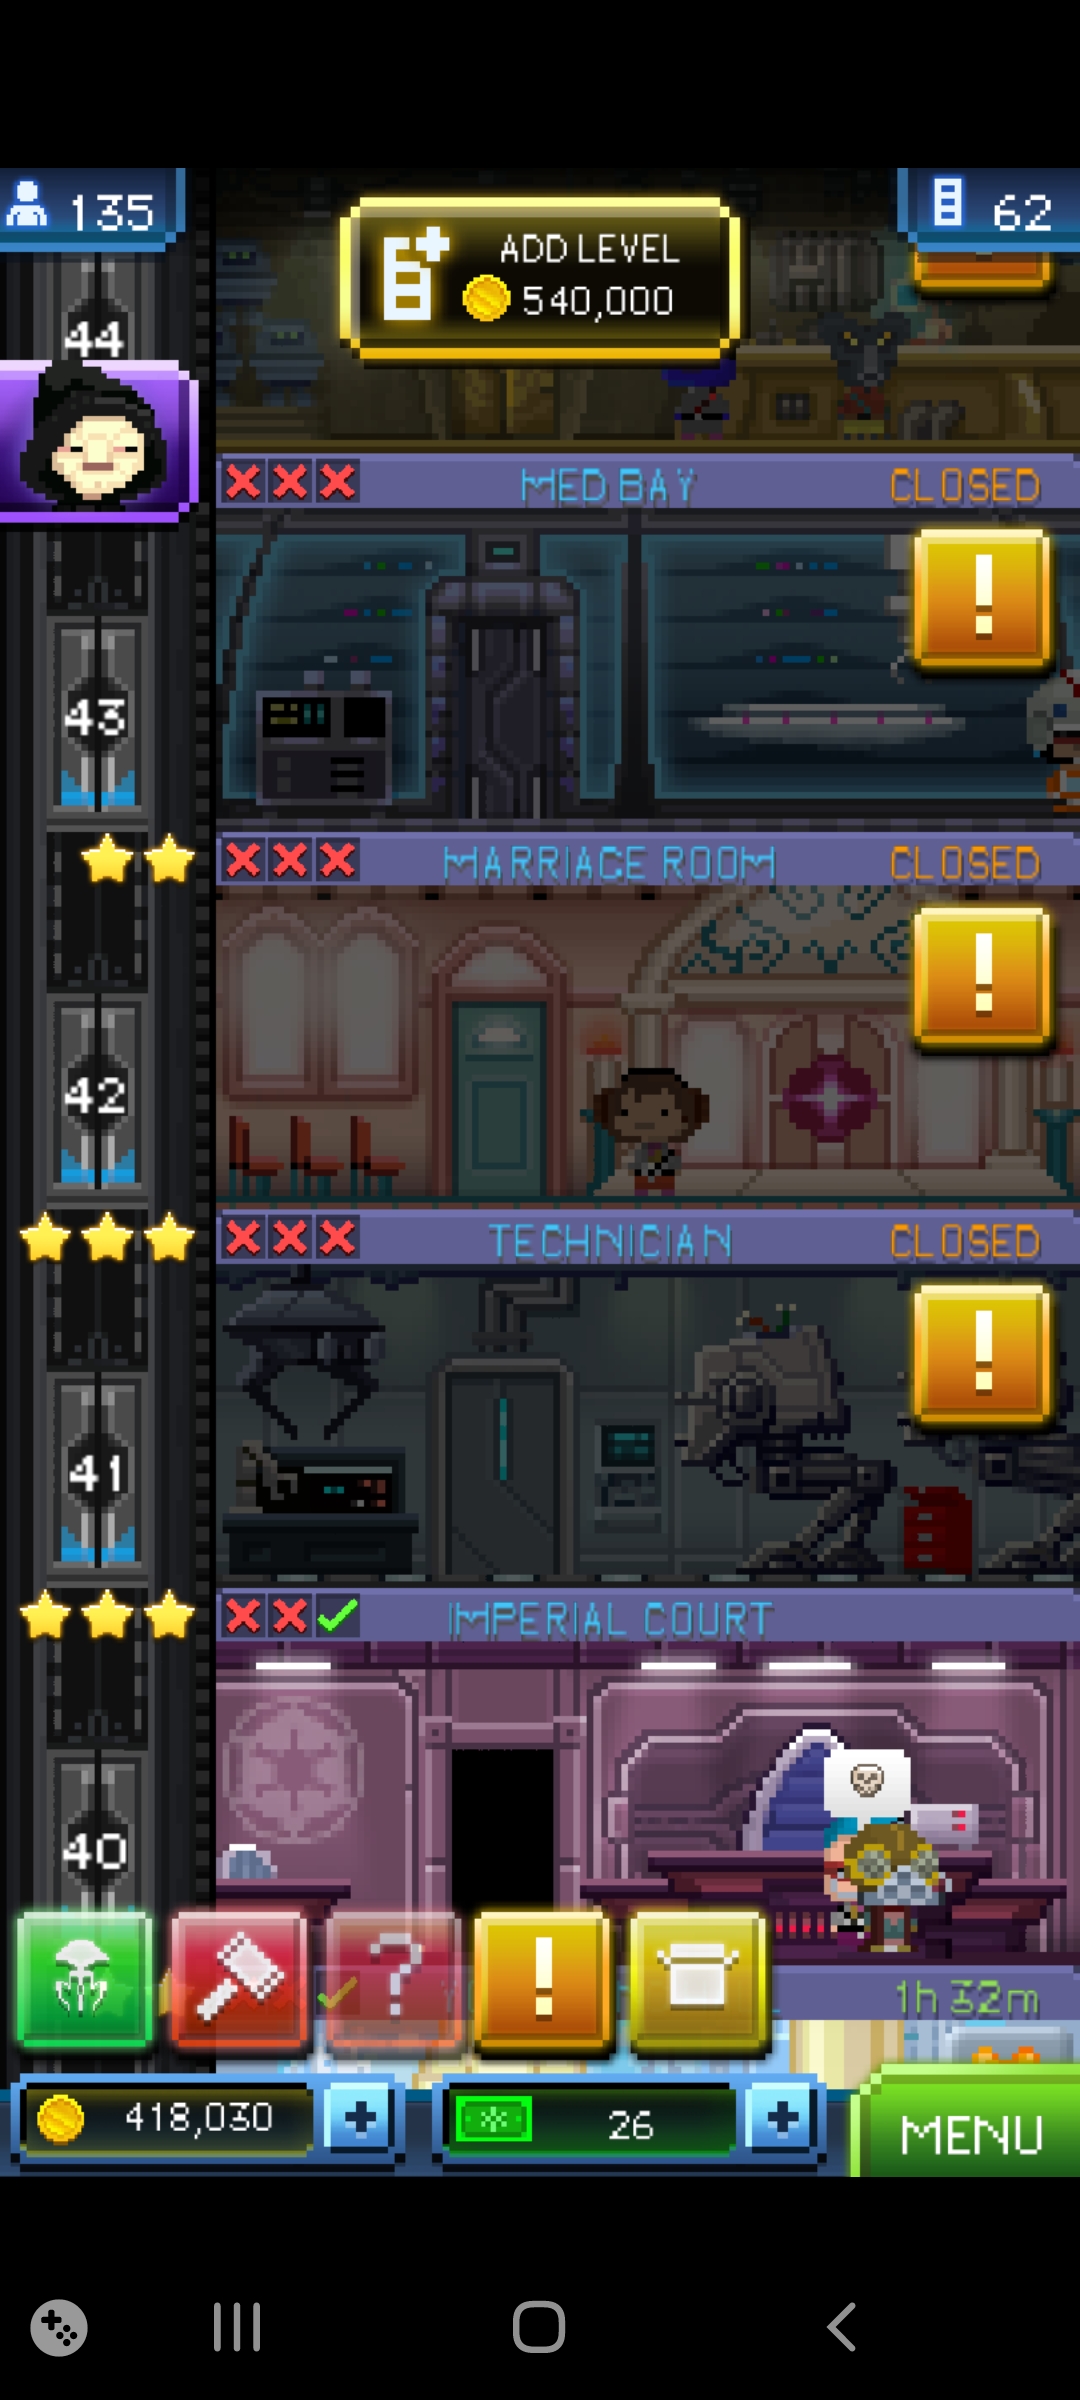 135
ADD LEVEL
540,000
62
44
MED BAY
CLOSED
43
MARRIAGE ROOM
CLOSED
42
TECHNICIAN
CLOSED
41
IMPERIAL COURT
40
1h 32m
418,030
26
MENU